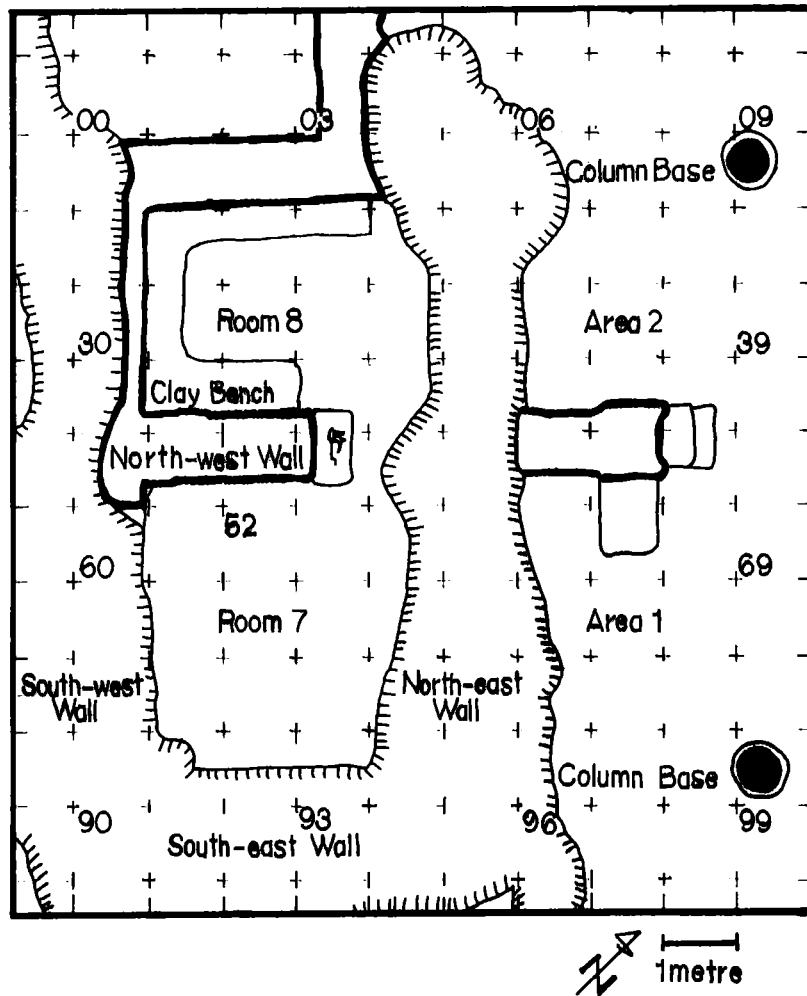 00 03 06 09
Column Base
Room 8
Area 2
30 39
Clay Bench
North-west Wall
52
60 69
Room 7
Area 1
South-west
Wall
North-east
Wall
Column Base
90 93 96 99
South-east Wall
N
1metre